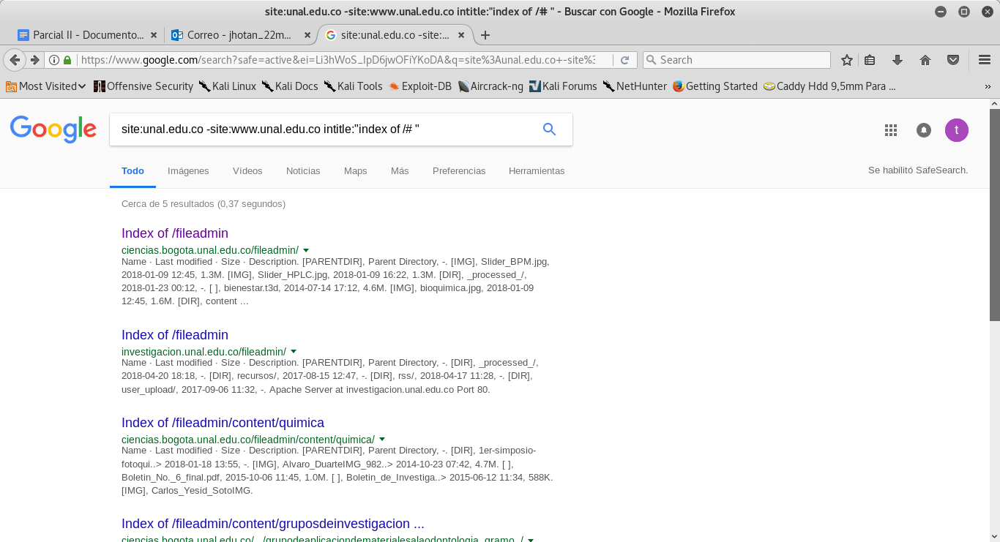 site:unal.edu.co -site:www.unal.edu.co intitle:"index of /# " - Buscar con Google - Mozilla Firefox
Parcial II - Documento... × Correo - jhotan_22m... × site:unal.edu.co -site:... ×
https://www.google.com/search?safe=active&ei=Li3hWoS_IpD6jwOFiYKoDA&q=site%3Aunal.edu.co+-site%3 Search
Most Visited Offensive Security Kali Linux Kali Docs Kali Tools Exploit-DB Aircrack-ng Kali Forums NetHunter Getting Started Caddy Hdd 9,5mm Para ... »
Google site:unal.edu.co -site:www.unal.edu.co intitle:"index of /# " t
Todo Imágenes Vídeos Noticias Maps Más Preferencias Herramientas Se habilitó SafeSearch.
Cerca de 5 resultados (0,37 segundos)
Index of /fileadmin
ciencias.bogota.unal.edu.co/fileadmin/
Name · Last modified · Size · Description. [PARENTDIR], Parent Directory, -. [IMG], Slider_BPM.jpg,
2018-01-09 12:45, 1.3M. [IMG], Slider_HPLC.jpg, 2018-01-09 16:22, 1.3M. [DIR], _processed_/,
2018-01-23 00:12, -. [ ], bienestar.t3d, 2014-07-14 17:12, 4.6M. [IMG], bioquimica.jpg, 2018-01-09
12:45, 1.6M. [DIR], content ...
Index of /fileadmin
investigacion.unal.edu.co/fileadmin/
Name · Last modified · Size · Description. [PARENTDIR], Parent Directory, -. [DIR], _processed_/,
2018-04-20 18:18, -. [DIR], recursos/, 2017-08-15 12:47, -. [DIR], rss/, 2018-04-17 11:28, -. [DIR],
user_upload/, 2017-09-06 11:32, -. Apache Server at investigacion.unal.edu.co Port 80.
Index of /fileadmin/content/quimica
ciencias.bogota.unal.edu.co/fileadmin/content/quimica/
Name · Last modified · Size · Description. [PARENTDIR], Parent Directory, -. [DIR], 1er-simposio-
fotoqui..> 2018-01-18 13:55, -. [IMG], Alvaro_DuarteIMG_982..> 2014-10-23 07:42, 4.7M. [ ],
Boletin_No._6_final.pdf, 2015-10-06 11:45, 1.0M. [ ], Boletin_de_Investiga..> 2015-06-12 11:34, 588K.
[IMG], Carlos_Yesid_SotoIMG.
Index of /fileadmin/content/gruposdeinvestigacion ...
ciencias.bogota.unal.edu.co/.../grupodeaplicaciondematerialesalaodontologia_gramo_/